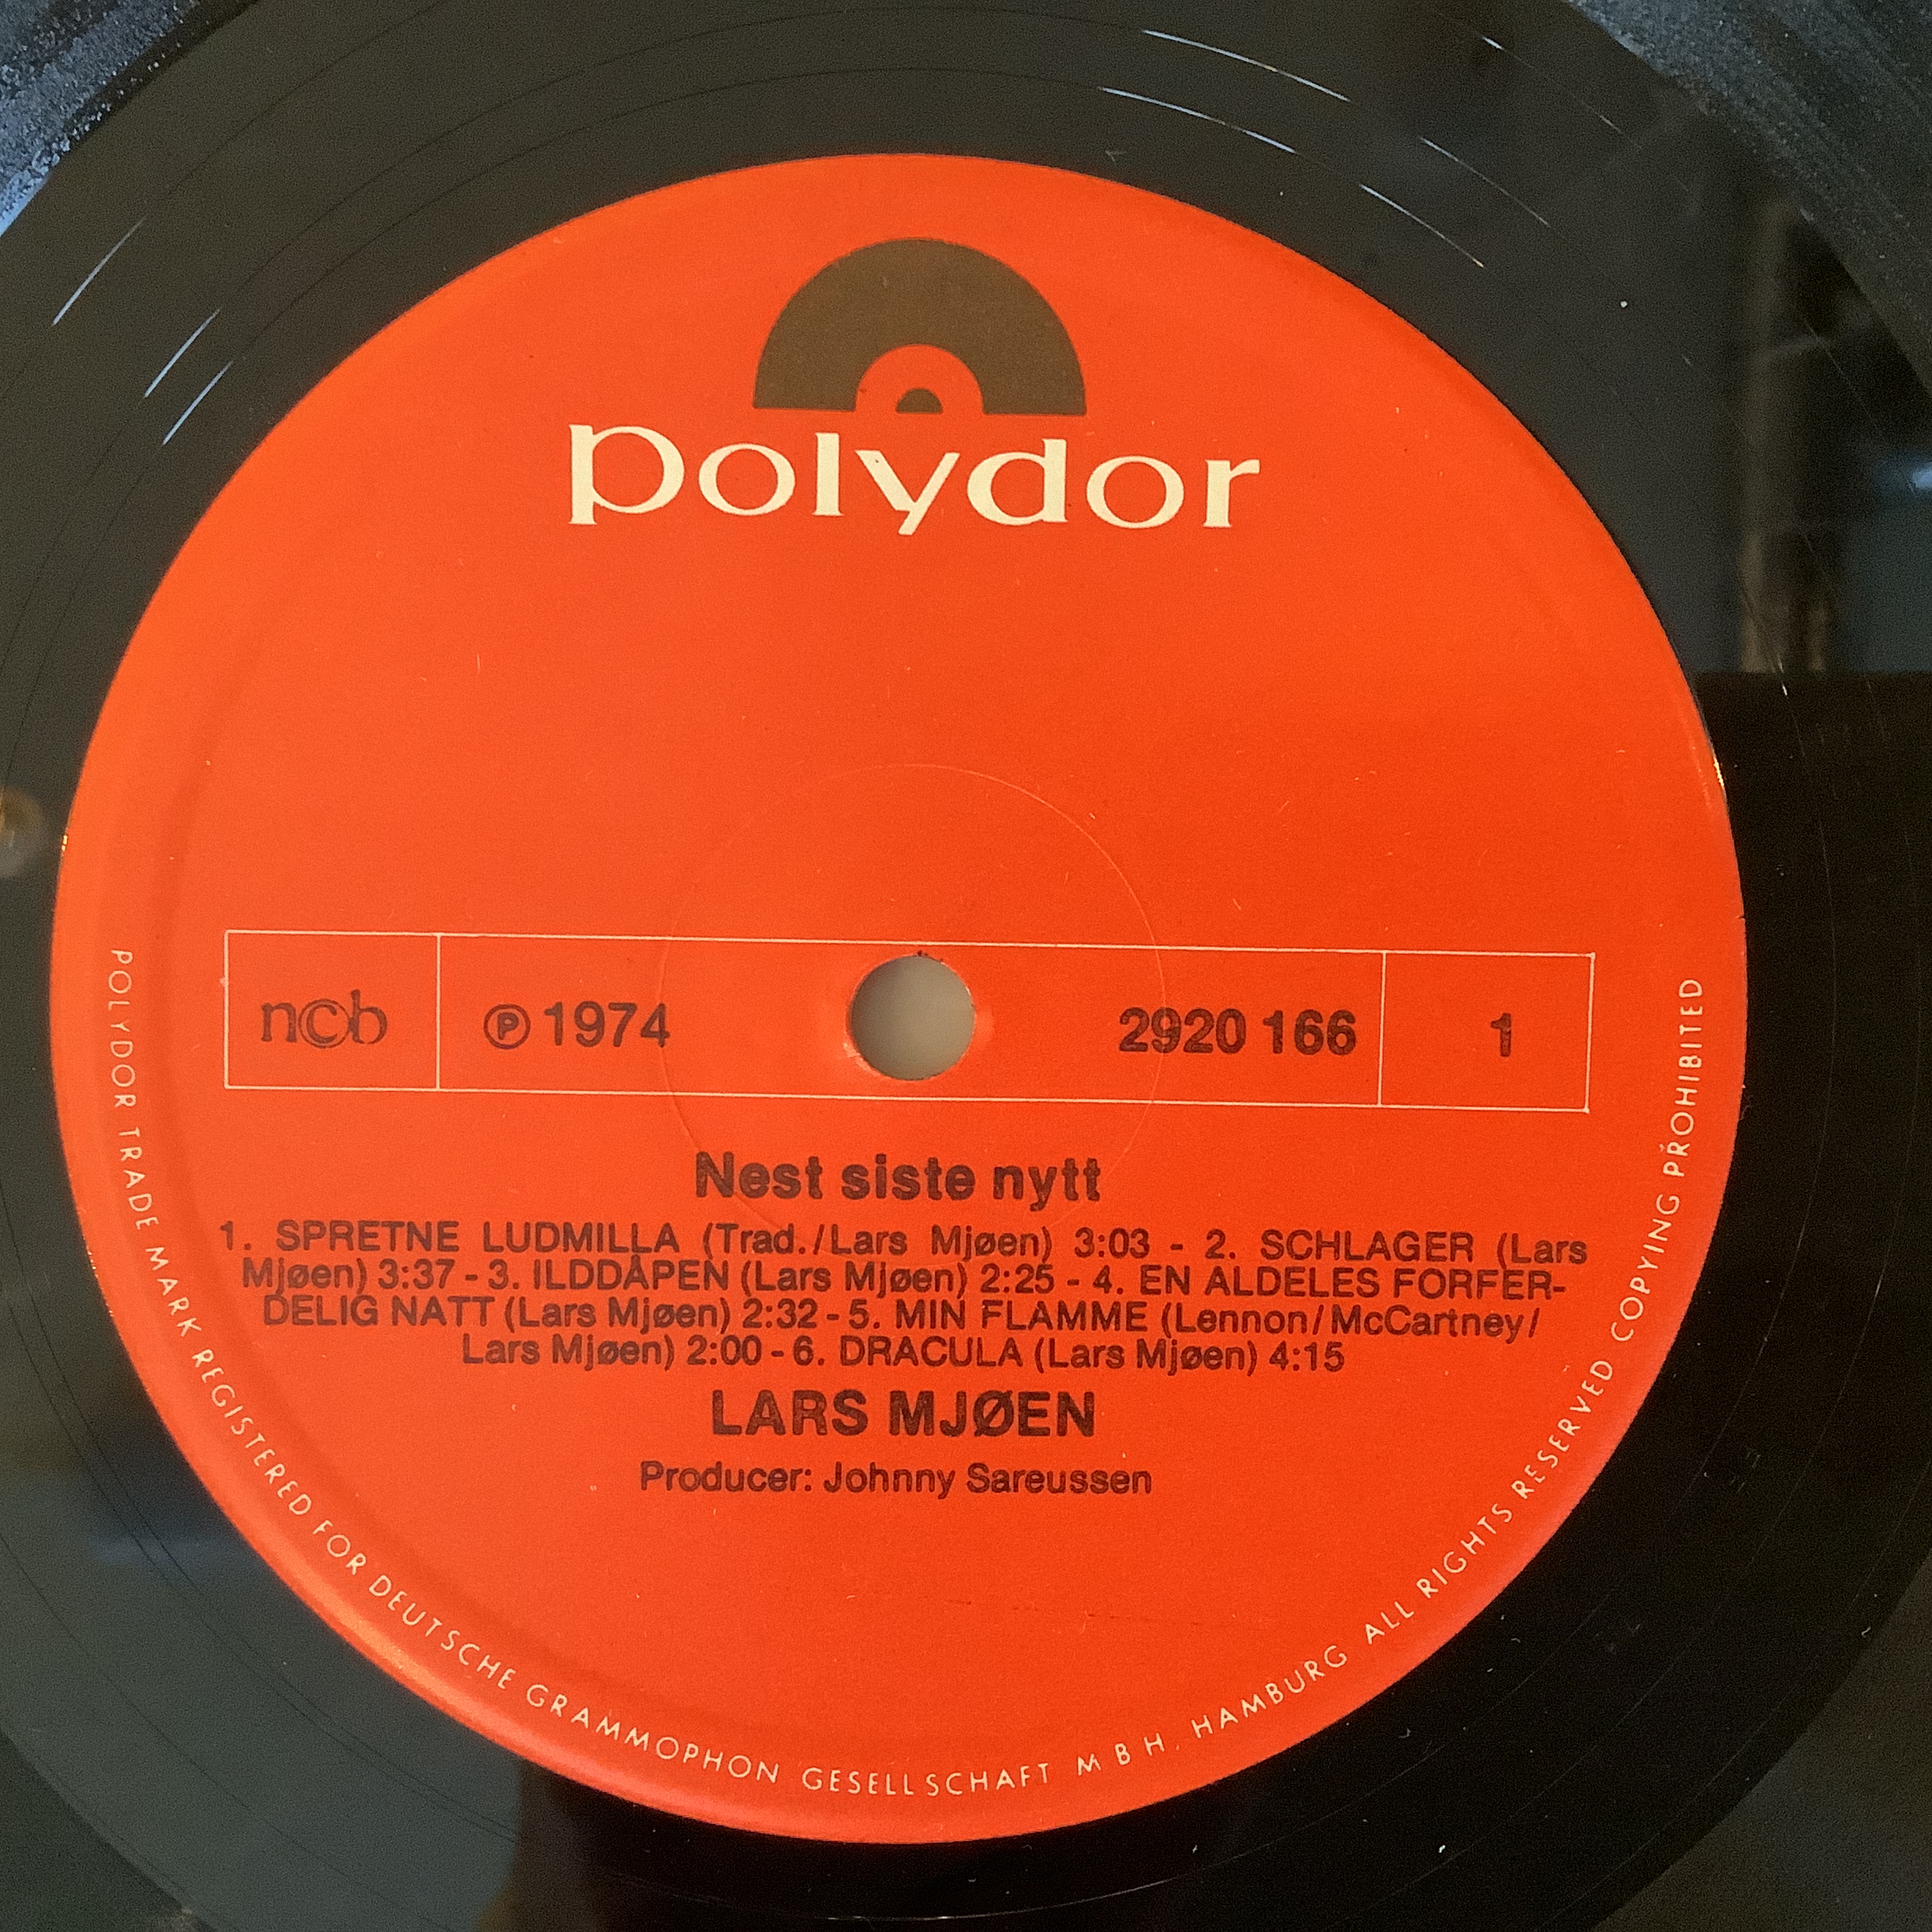 polydor
ncb
℗ 1974
2920 166
1
Nest siste nytt
1. SPRETNE LUDMILLA (Trad./Lars Mjøen) 3:03 - 2. SCHLAGER (Lars
Mjøen) 3:37 - 3. ILDDÅPEN (Lars Mjøen) 2:25 - 4. EN ALDELES FORFER-
DELIG NATT (Lars Mjøen) 2:32 - 5. MIN FLAMME (Lennon/McCartney/
Lars Mjøen) 2:00 - 6. DRACULA (Lars Mjøen) 4:15
LARS MJØEN
Producer: Johnny Sareussen
POLYDOR TRADE MARK REGISTERED FOR DEUTSCHE GRAMMOPHON GESELLSCHAFT M B H. HAMBURG ALL RIGHTS RESERVED COPYING PROHIBITED